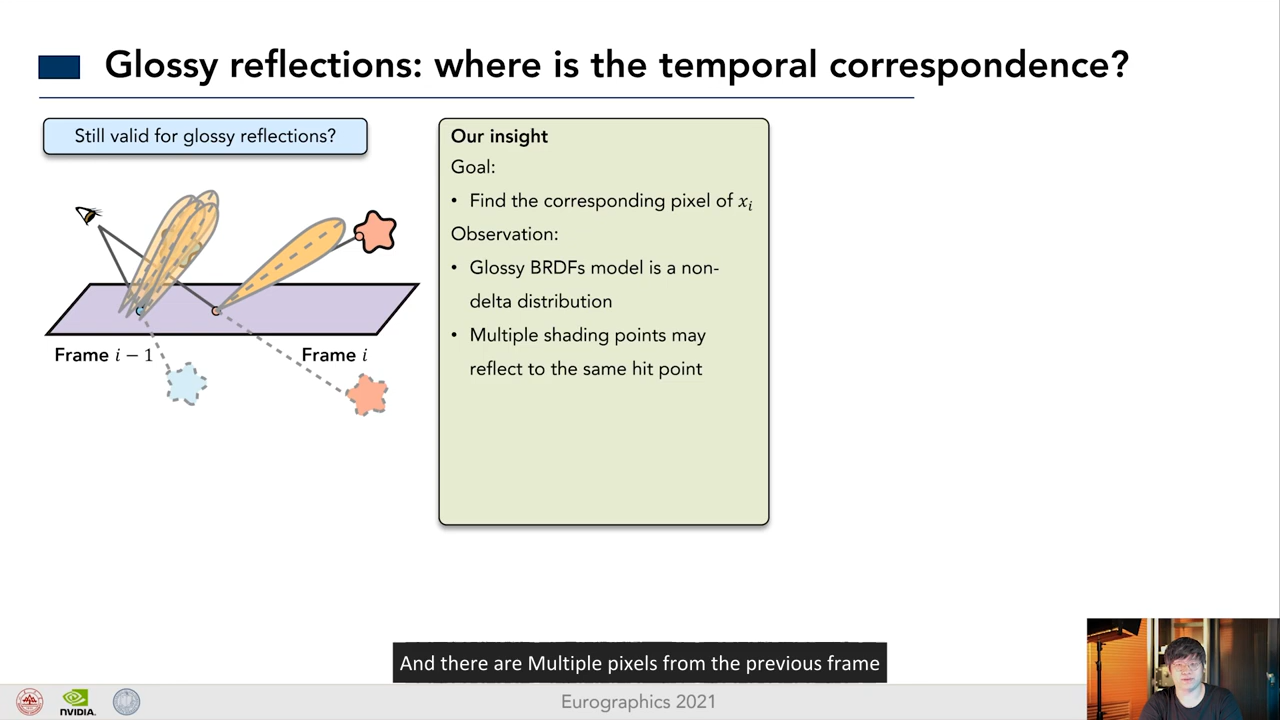 Glossy reflections: where is the temporal correspondence?
Still valid for glossy reflections?
Frame i − 1
Frame i
Our insight
Goal:
• Find the corresponding pixel of xᵢ
Observation:
• Glossy BRDFs model is a non-
delta distribution
• Multiple shading points may
reflect to the same hit point
And there are Multiple pixels from the previous frame
NVIDIA.
Eurographics 2021